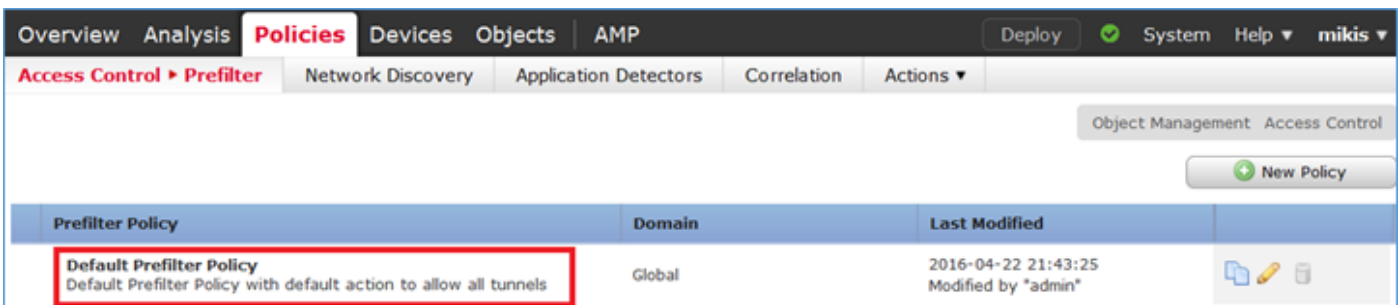 Overview Analysis Policies Devices Objects AMP Deploy System Help ▼ mikis ▼
Access Control ▸ Prefilter Network Discovery Application Detectors Correlation Actions ▼
Object Management Access Control
New Policy
Prefilter Policy Domain Last Modified
Default Prefilter Policy
Default Prefilter Policy with default action to allow all tunnels
Global
2016-04-22 21:43:25
Modified by "admin"